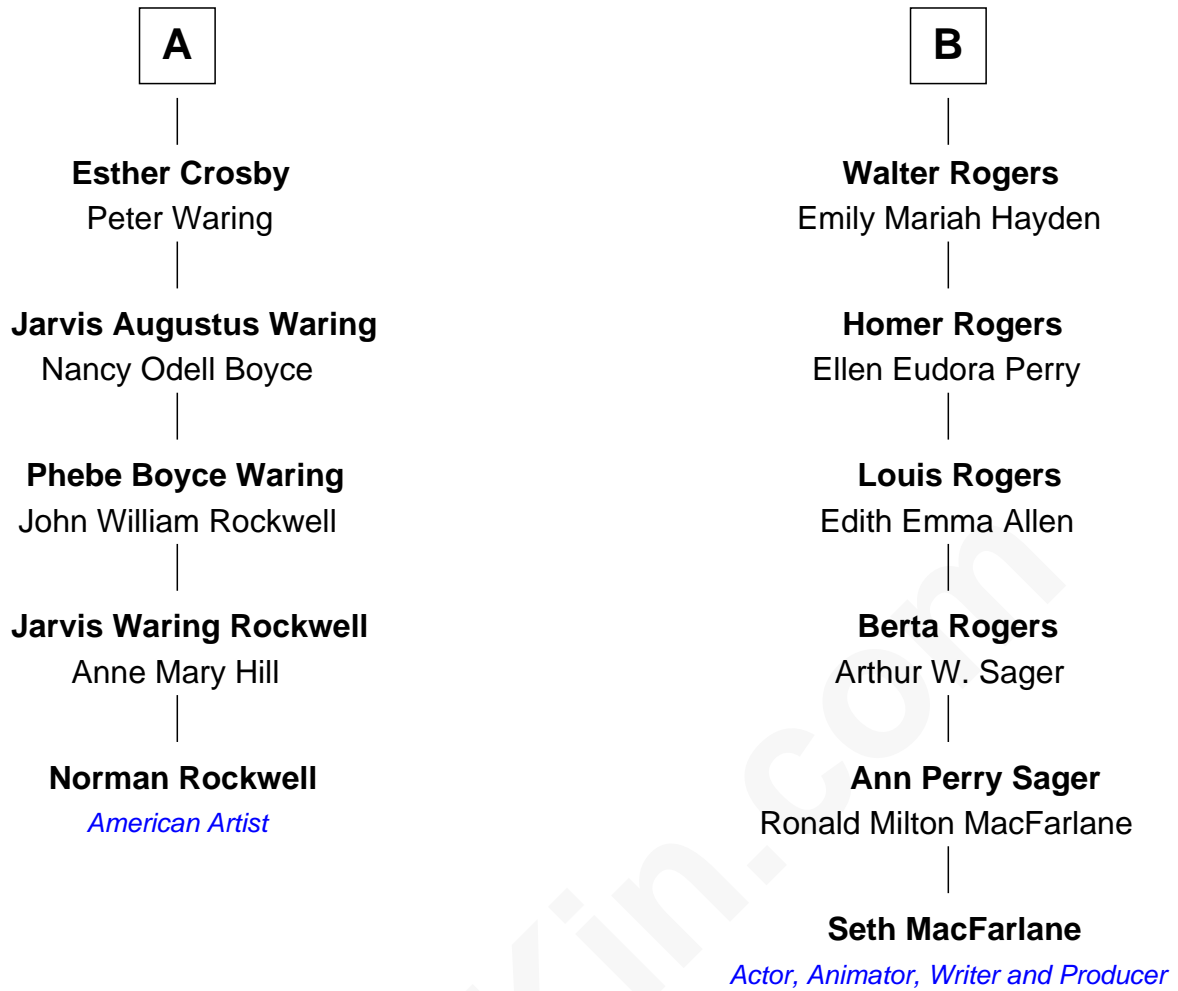 A
Esther Crosby
Peter Waring
Jarvis Augustus Waring
Nancy Odell Boyce
Phebe Boyce Waring
John William Rockwell
Jarvis Waring Rockwell
Anne Mary Hill
Norman Rockwell
American Artist
B
Walter Rogers
Emily Mariah Hayden
Homer Rogers
Ellen Eudora Perry
Louis Rogers
Edith Emma Allen
Berta Rogers
Arthur W. Sager
Ann Perry Sager
Ronald Milton MacFarlane
Seth MacFarlane
Actor, Animator, Writer and Producer
Kin.com